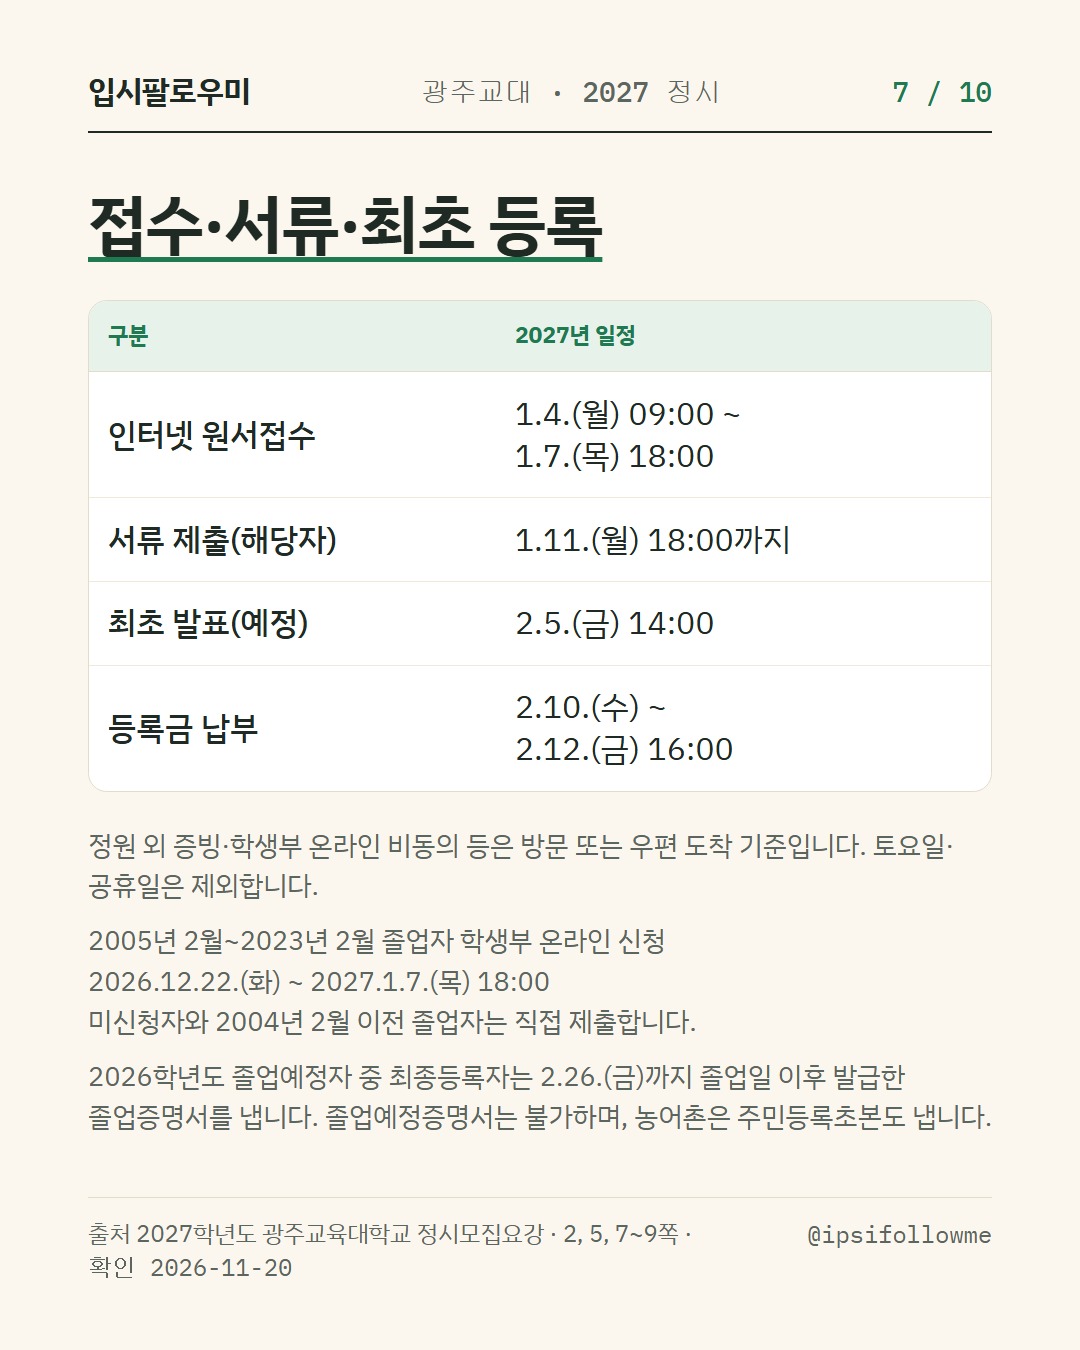 입시팔로우미
광주교대 · 2027 정시
7 / 10
접수·서류·최초 등록
구분
2027년 일정
인터넷 원서접수
1.4.(월) 09:00 ~
1.7.(목) 18:00
서류 제출(해당자)
1.11.(월) 18:00까지
최초 발표(예정)
2.5.(금) 14:00
등록금 납부
2.10.(수) ~
2.12.(금) 16:00
정원 외 증빙·학생부 온라인 비동의 등은 방문 또는 우편 도착 기준입니다. 토요일·
공휴일은 제외합니다.
2005년 2월~2023년 2월 졸업자 학생부 온라인 신청
2026.12.22.(화) ~ 2027.1.7.(목) 18:00
미신청자와 2004년 2월 이전 졸업자는 직접 제출합니다.
2026학년도 졸업예정자 중 최종등록자는 2.26.(금)까지 졸업일 이후 발급한
졸업증명서를 냅니다. 졸업예정증명서는 불가하며, 농어촌은 주민등록초본도 냅니다.
출처 2027학년도 광주교육대학교 정시모집요강 · 2, 5, 7~9쪽 ·
확인 2026-11-20
@ipsifollowme